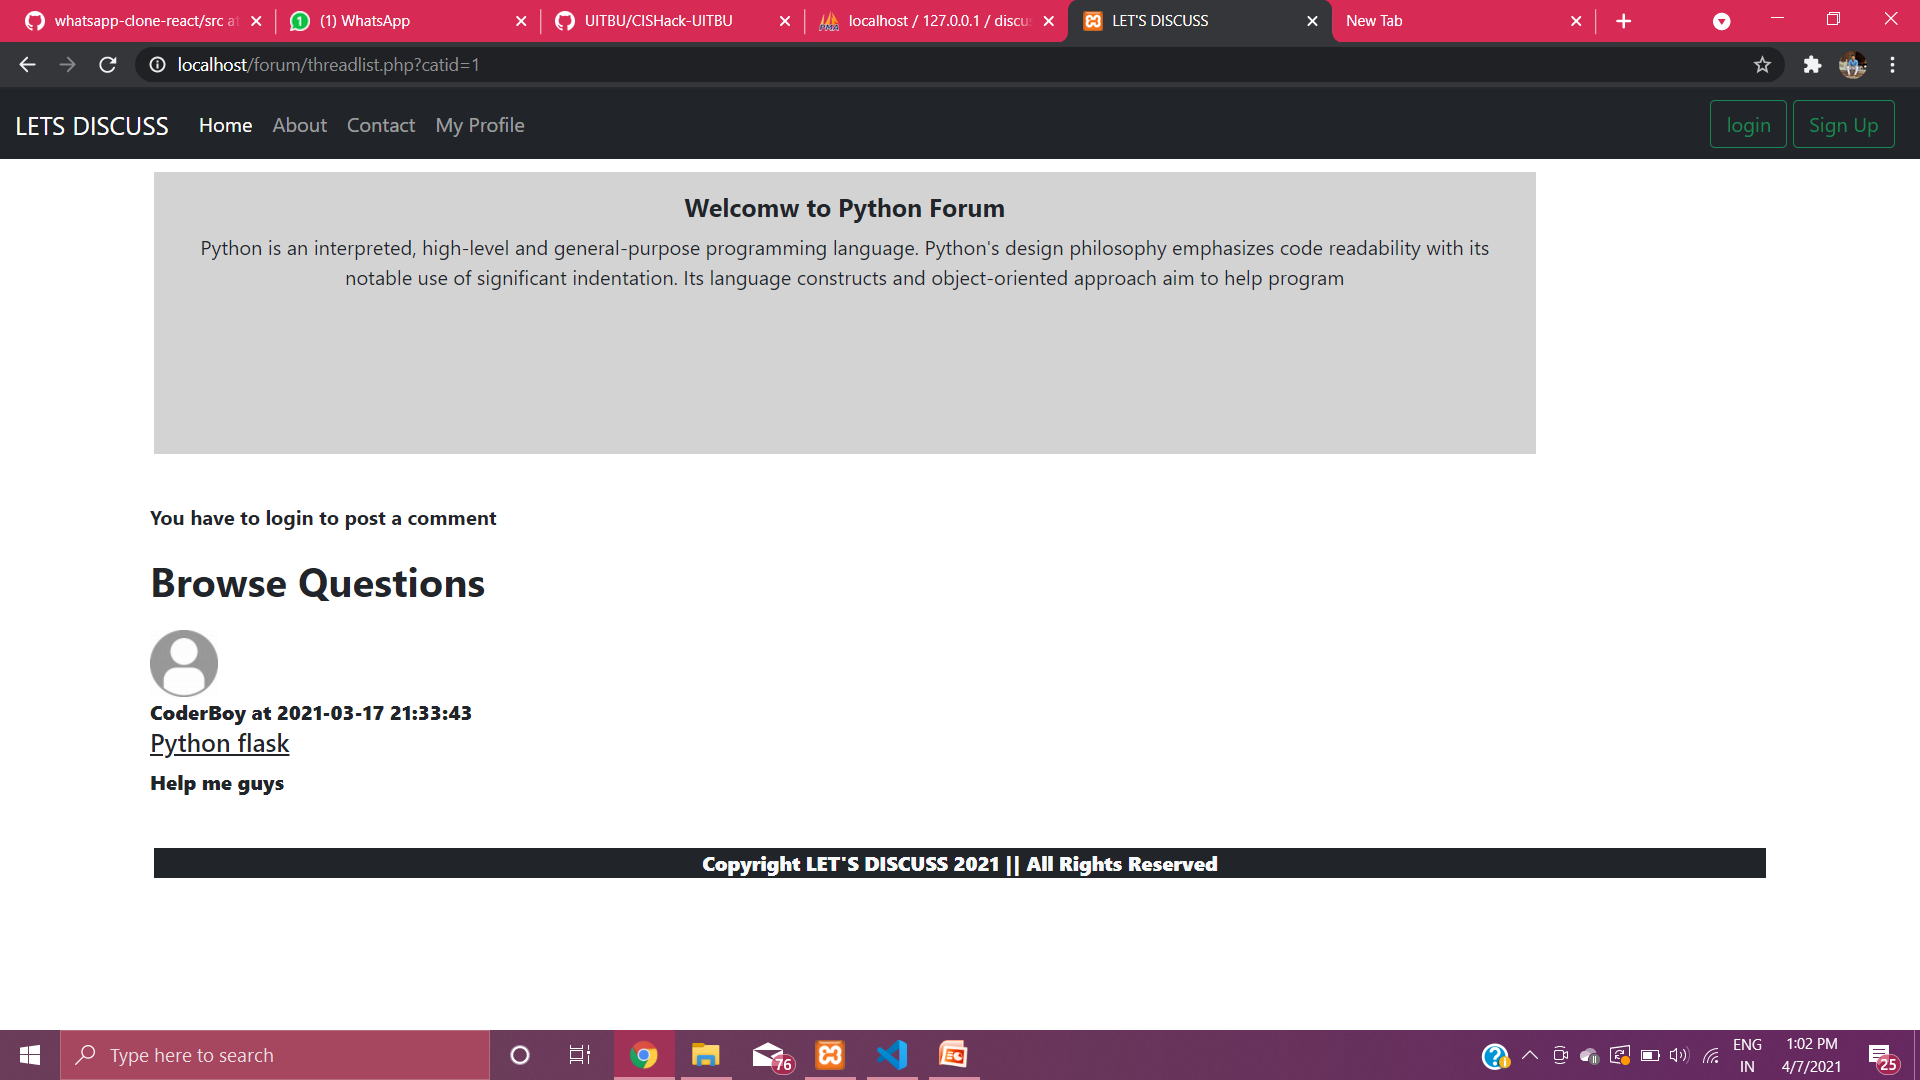 whatsapp-clone-react/src at
(1) WhatsApp
UITBU/CISHack-UITBU
localhost / 127.0.0.1 / discus
LET'S DISCUSS
New Tab
localhost/forum/threadlist.php?catid=1
LETS DISCUSS Home About Contact My Profile login Sign Up
Welcomw to Python Forum
Python is an interpreted, high-level and general-purpose programming language. Python's design philosophy emphasizes code readability with its
notable use of significant indentation. Its language constructs and object-oriented approach aim to help program
You have to login to post a comment
Browse Questions
CoderBoy at 2021-03-17 21:33:43
Python flask
Help me guys
Copyright LET'S DISCUSS 2021 || All Rights Reserved
Type here to search
76
ENG
IN
1:02 PM
4/7/2021
25